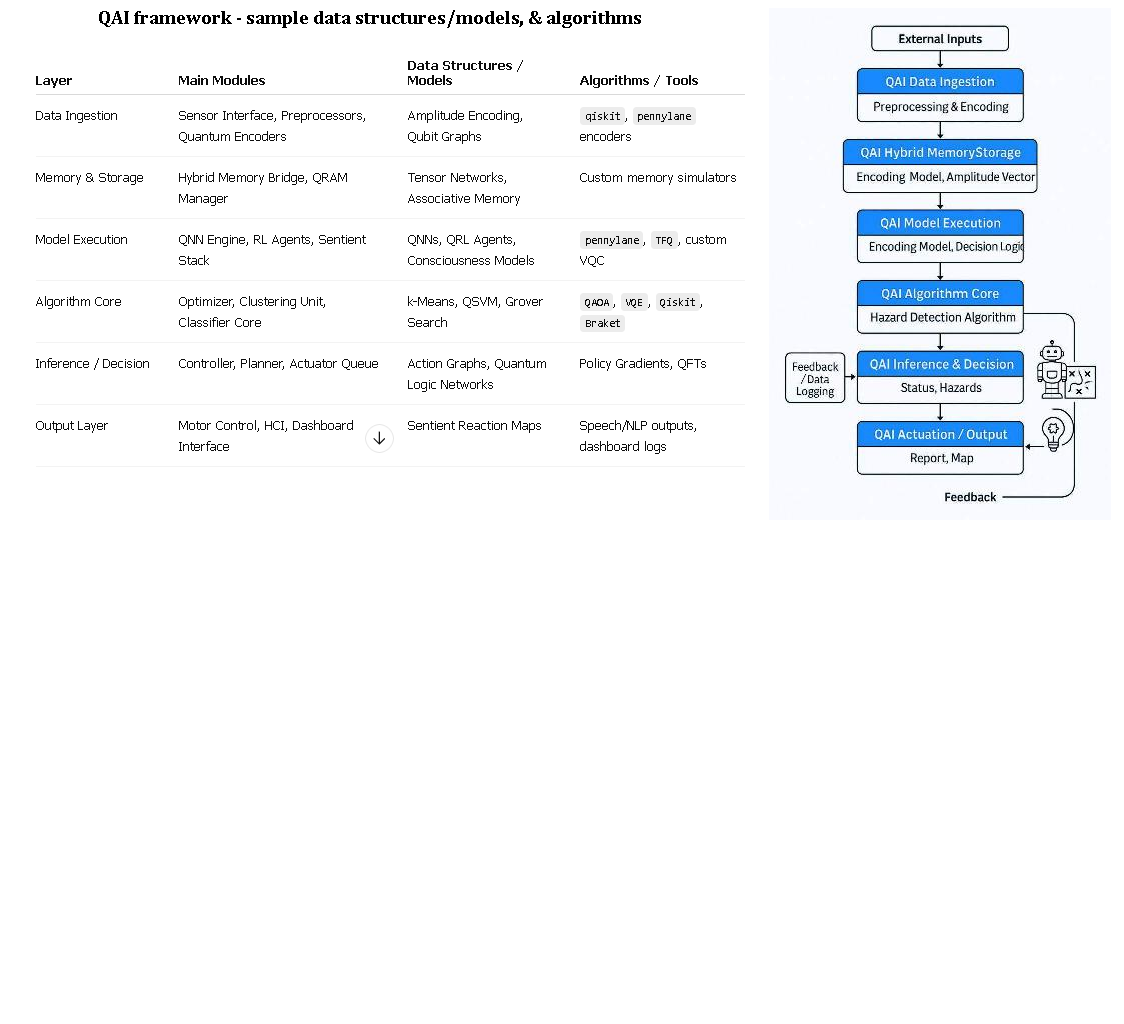 QAI framework - sample data structures/models, & algorithms
Layer Main Modules Data Structures / Models Algorithms / Tools
Data Ingestion Sensor Interface, Preprocessors, Amplitude Encoding, qiskit, pennylane
Quantum Encoders Qubit Graphs encoders
Memory & Storage Hybrid Memory Bridge, QRAM Tensor Networks, Custom memory simulators
Manager Associative Memory
Model Execution QNN Engine, RL Agents, Sentient QNNs, QRL Agents, pennylane, TFQ, custom
Stack Consciousness Models VQC
Algorithm Core Optimizer, Clustering Unit, k-Means, QSVM, Grover QAOA, VQE, Qiskit,
Classifier Core Search Braket
Inference / Decision Controller, Planner, Actuator Queue Action Graphs, Quantum Policy Gradients, QFTs
Logic Networks
Output Layer Motor Control, HCI, Dashboard Sentient Reaction Maps Speech/NLP outputs,
Interface dashboard logs
External Inputs
QAI Data Ingestion
Preprocessing & Encoding
QAI Hybrid MemoryStorage
Encoding Model, Amplitude Vector
QAI Model Execution
Encoding Model, Decision Logic
QAI Algorithm Core
Hazard Detection Algorithm
Feedback
/Data
Logging
QAI Inference & Decision
Status, Hazards
QAI Actuation / Output
Report, Map
Feedback